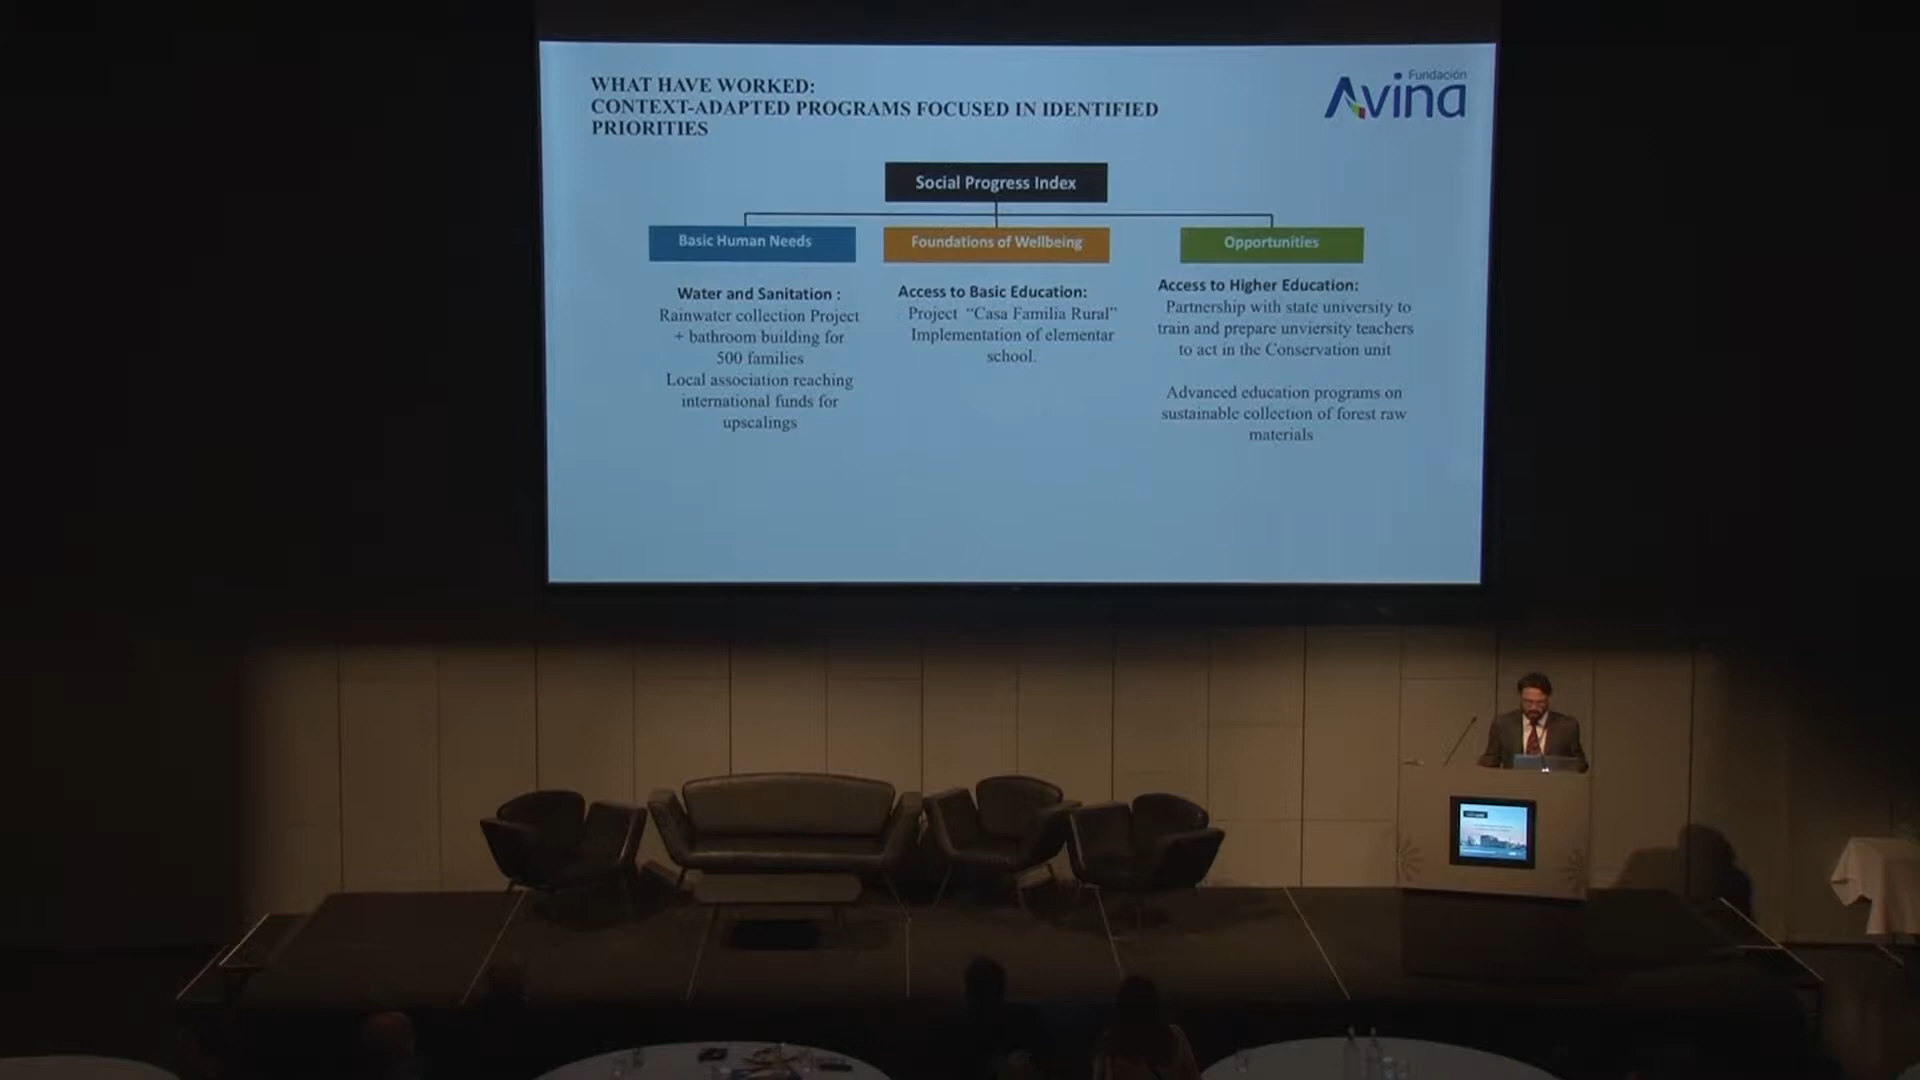 WHAT HAVE WORKED:
CONTEXT-ADAPTED PROGRAMS FOCUSED IN IDENTIFIED
PRIORITIES
Fundación
Avina
Social Progress Index
Basic Human Needs
Foundations of Wellbeing
Opportunities
Water and Sanitation :
Rainwater collection Project
+ bathroom building for
500 families
Local association reaching
international funds for
upscalings
Access to Basic Education:
Project “Casa Familia Rural”
Implementation of elementar
school.
Access to Higher Education:
Partnership with state university to
train and prepare unviersity teachers
to act in the Conservation unit
Advanced education programs on
sustainable collection of forest raw
materials